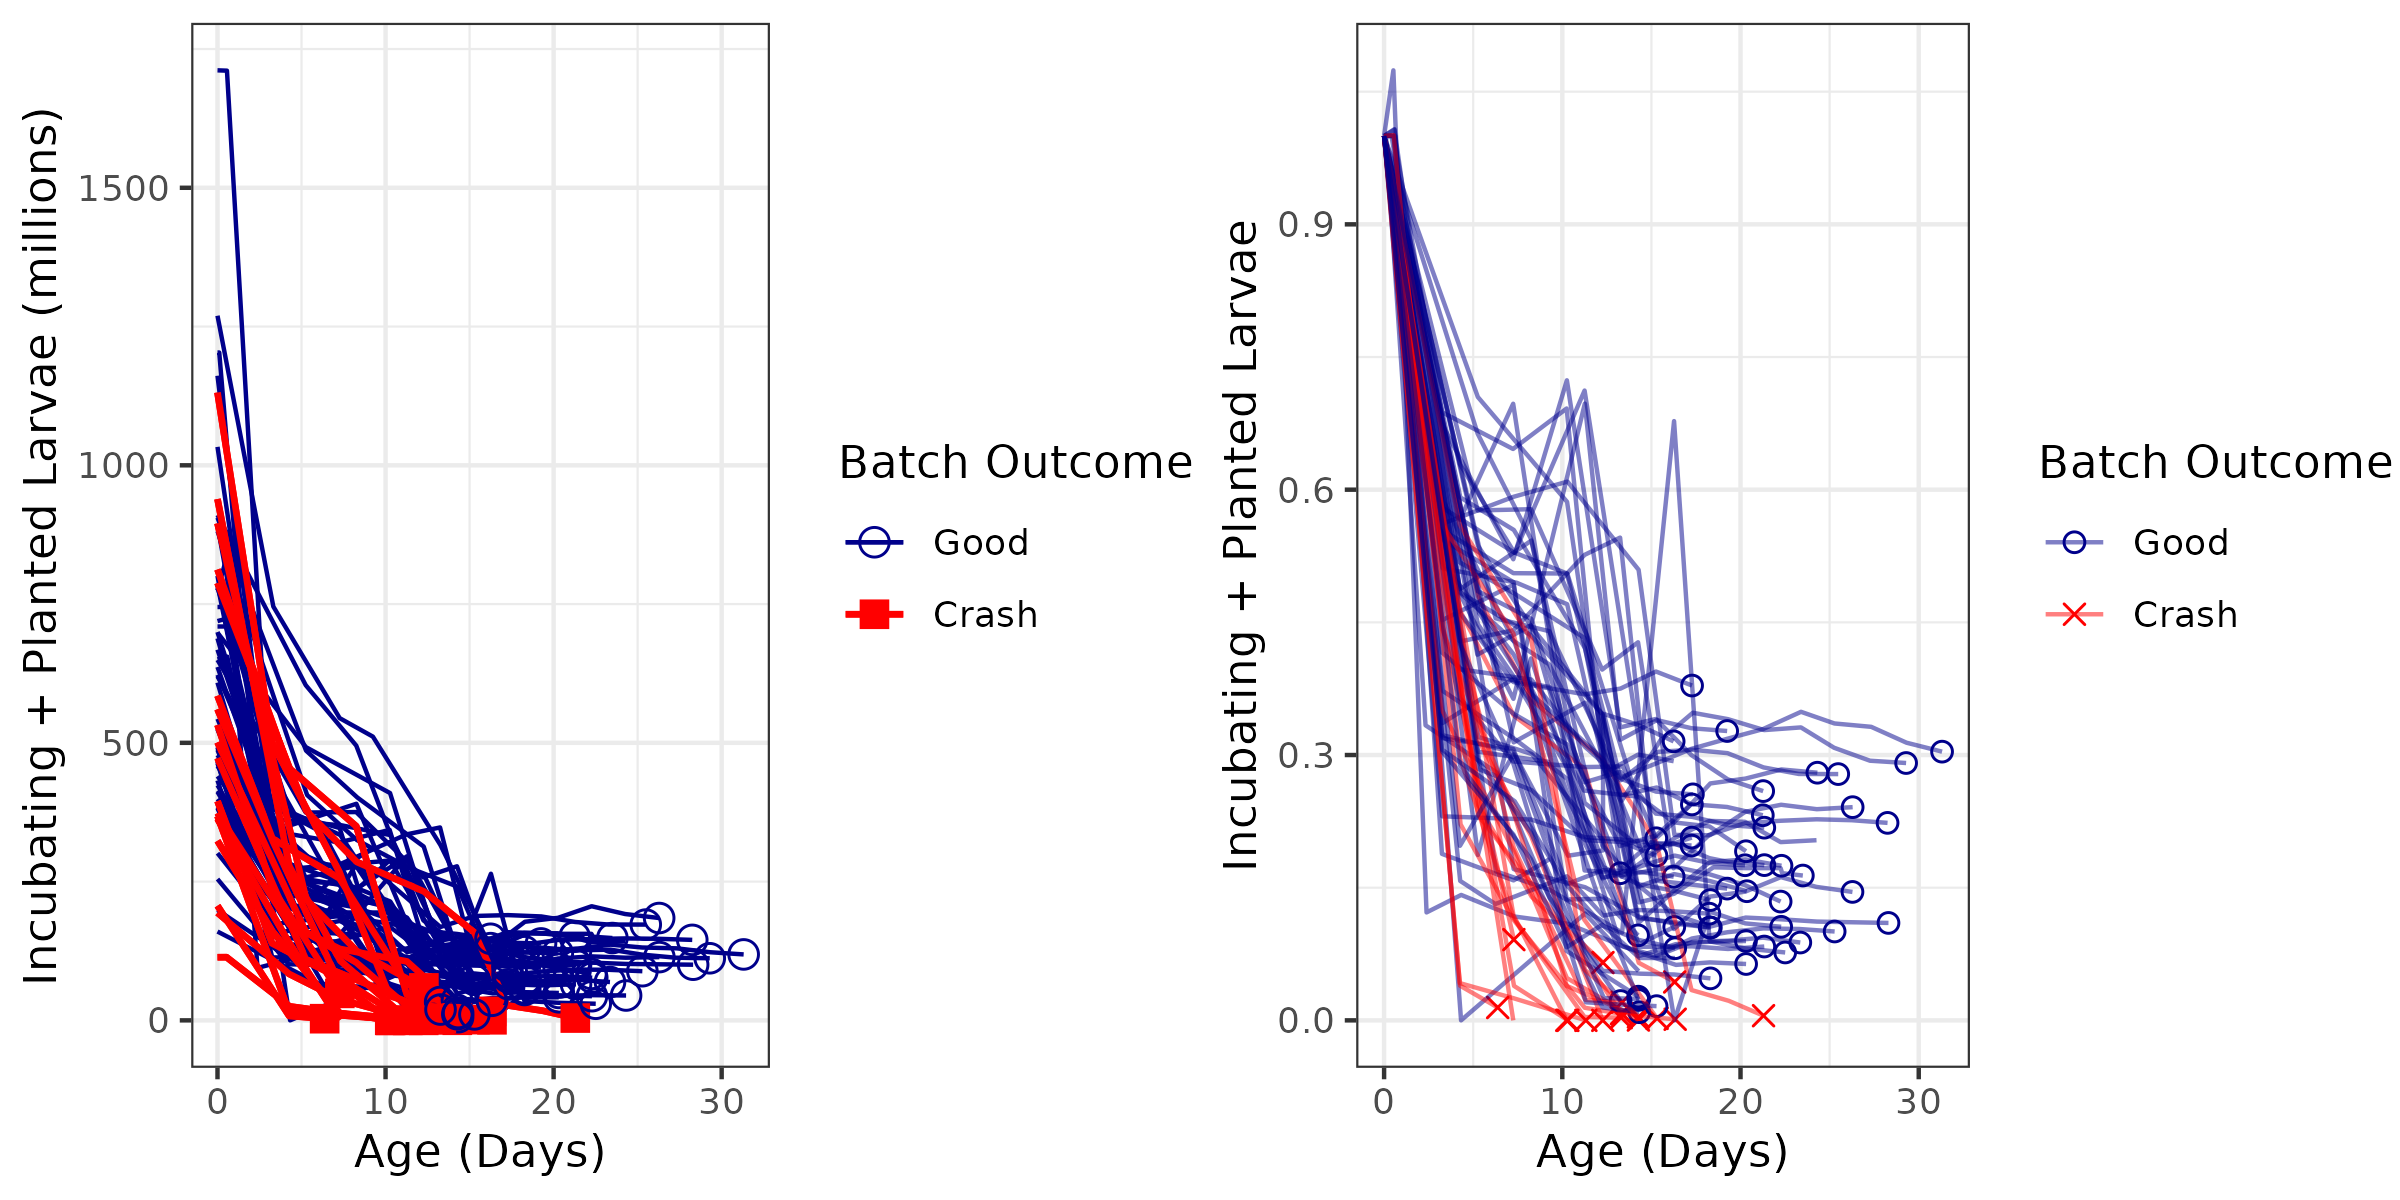 Incubating + Planted Larvae (millions)
1500
1000
500
0
0 10 20 30
Age (Days)
Batch Outcome
Good
Crash
Incubating + Planted Larvae
0.9
0.6
0.3
0.0
0 10 20 30
Age (Days)
Batch Outcome
Good
Crash